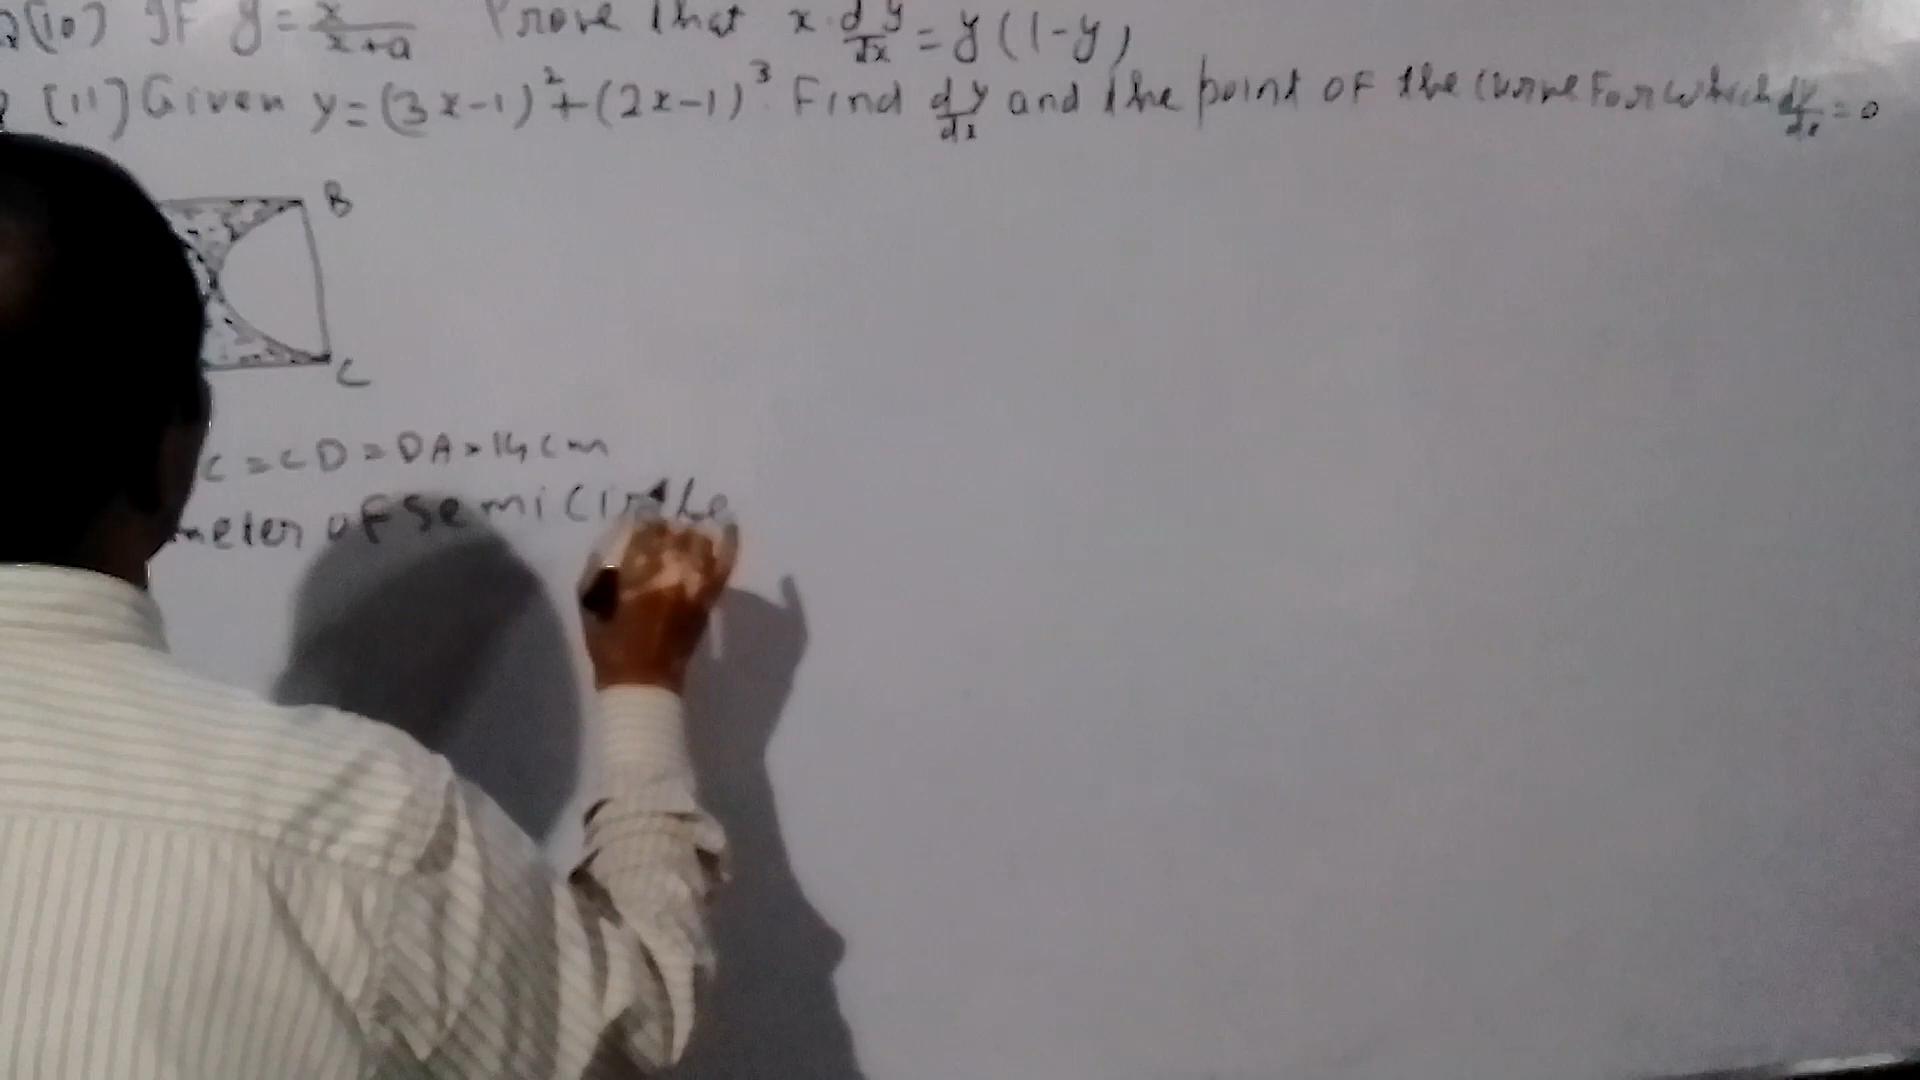 (10) IF y = x/(x+a) Prove that x. dy/dx = y(1-y)
(11) Given y = (3x-1)² + (2x-1)³ Find dy/dx and the point of the curve For which dy/dx = 0
B
C
C = CD = DA = 14 cm
meter of semicircle